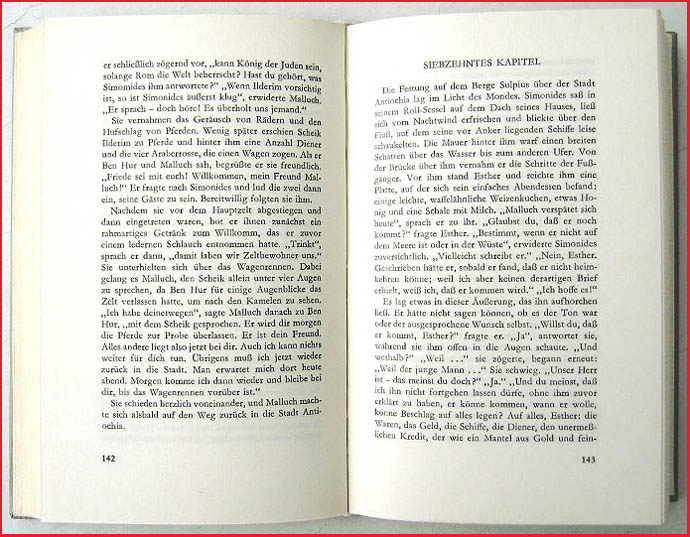 er schließlich zögernd vor, „kann König der Juden sein,
solange Rom die Welt beherrscht? Hast du gehört, was
Simomides ihm antwortete?" „Wenn Ilderim vorsichtig
ist, so ist Simonides äußerst klug", erwiderte Malluch.
„Er sprach – doch höre! Es überholt uns jemand."
Sie vernahmen das Geräusch von Rädern und den
Hufschlag von Pferden. Wenig später erschien Scheik
Ilderim zu Pferde und hinter ihm eine Anzahl Diener
und die vier Araberrosse, die einen Wagen zogen. Als er
Ben Hur und Malluch sah, begrüßte er sie freundlich.
„Friede sei mit euch! Willkommen, mein Freund Mal-
luch!" Er fragte nach Simonides und lud die zwei dann
ein, seine Gäste zu sein. Bereitwillig folgten sie ihm.
Nachdem sie vor dem Hauptzelt abgestiegen und
dann eingetreten waren, bot er ihnen zunächst ein
rahmartiges Getränk zum Willkomm, das er zuvor
einem ledernen Schlauch entnommen hatte. „Trinkt",
sprach er dann, „damit laben wir Zeltbewohner uns."
Sie unterhielten sich über das Wagenrennen. Dabei
gelang es Malluch, den Scheik allein unter vier Augen
zu sprechen, da Ben Hur für einige Augenblicke das
Zelt verlassen hatte, um nach den Kamelen zu sehen.
„Ich habe deinetwegen", sagte Malluch danach zu Ben
Hur, „mit dem Scheik gesprochen. Er wird dir morgen
die Pferde zur Probe überlassen. Er ist dein Freund.
Alles andere liegt also jetzt bei dir. Auch ich kann nichts
weiter für dich tun. Übrigens muß ich jetzt wieder
zurück in die Stadt. Man erwartet mich dort heute
abend. Morgen komme ich dann wieder und bleibe bei
dir, bis das Wagenrennen vorüber ist."
Sie schieden herzlich voneinander, und Malluch mach-
te sich alsbald auf den Weg zurück in die Stadt Anti-
ochia.
142
SIEBZEHNTES KAPITEL
Die Festung auf dem Berge Sulpius über der Stadt
Antiochia lag im Licht des Mondes. Simonides saß in
seinem Roll-Sessel auf dem Dach seines Hauses, ließ
sich vom Nachtwind erfrischen und blickte über den
Fluß, auf dem seine vor Anker liegenden Schiffe leise
schaukelten. Die Mauer hinter ihm warf einen breiten
Schatten über das Wasser bis zum anderen Ufer. Von
der Brücke über ihm vernahm er die Schritte der Fuß-
gänger. Vor ihm stand Esther und reichte ihm eine
Platte, auf der sich sein einfaches Abendessen befand:
einige leichte, waffelähnliche Weizenkuchen, etwas Ho-
nig und eine Schale mit Milch. „Malluch verspätet sich
heute", sprach er zu ihr. „Glaubst du, daß er noch
kommt?" fragte Esther. „Bestimmt, wenn er nicht auf
dem Meere ist oder in der Wüste", erwiderte Simonides
zuversichtlich. „Vielleicht schreibt er." „Nein, Esther.
Geschrieben hätte er, sobald er fand, daß er nicht heim-
kehren könne; weil ich aber keinen derartigen Brief
erhielt, weiß ich, daß er kommt." „Ich hoffe es!"
Es lag etwas in dieser Äußerung, das ihn aufhorchen
ließ. Er hätte nicht sagen können, ob es der Ton war
oder der ausgesprochene Wunsch selbst. „Willst du, daß
er kommt, Esther?" fragte er. „Ja", antwortet sie,
während sie ihm offen in die Augen schaute. „Und
weshalb?" „Weil ..." sie zögerte, begann erneut:
„Weil der junge Mann ..." Sie schwieg. „Unser Herr
ist – das meinst du doch?" „Ja." „Und du meinst, daß
ich ihn nicht fortgehen lassen dürfe, ohne ihm zuvor
erklärt zu haben, er könne kommen, wann er wolle,
könne Beschlag auf alles legen? Auf alles, Esther: die
Waren, das Geld, die Schiffe, die Diener, den unermeß-
lichen Kredit, der wie ein Mantel aus Gold und fein-
143